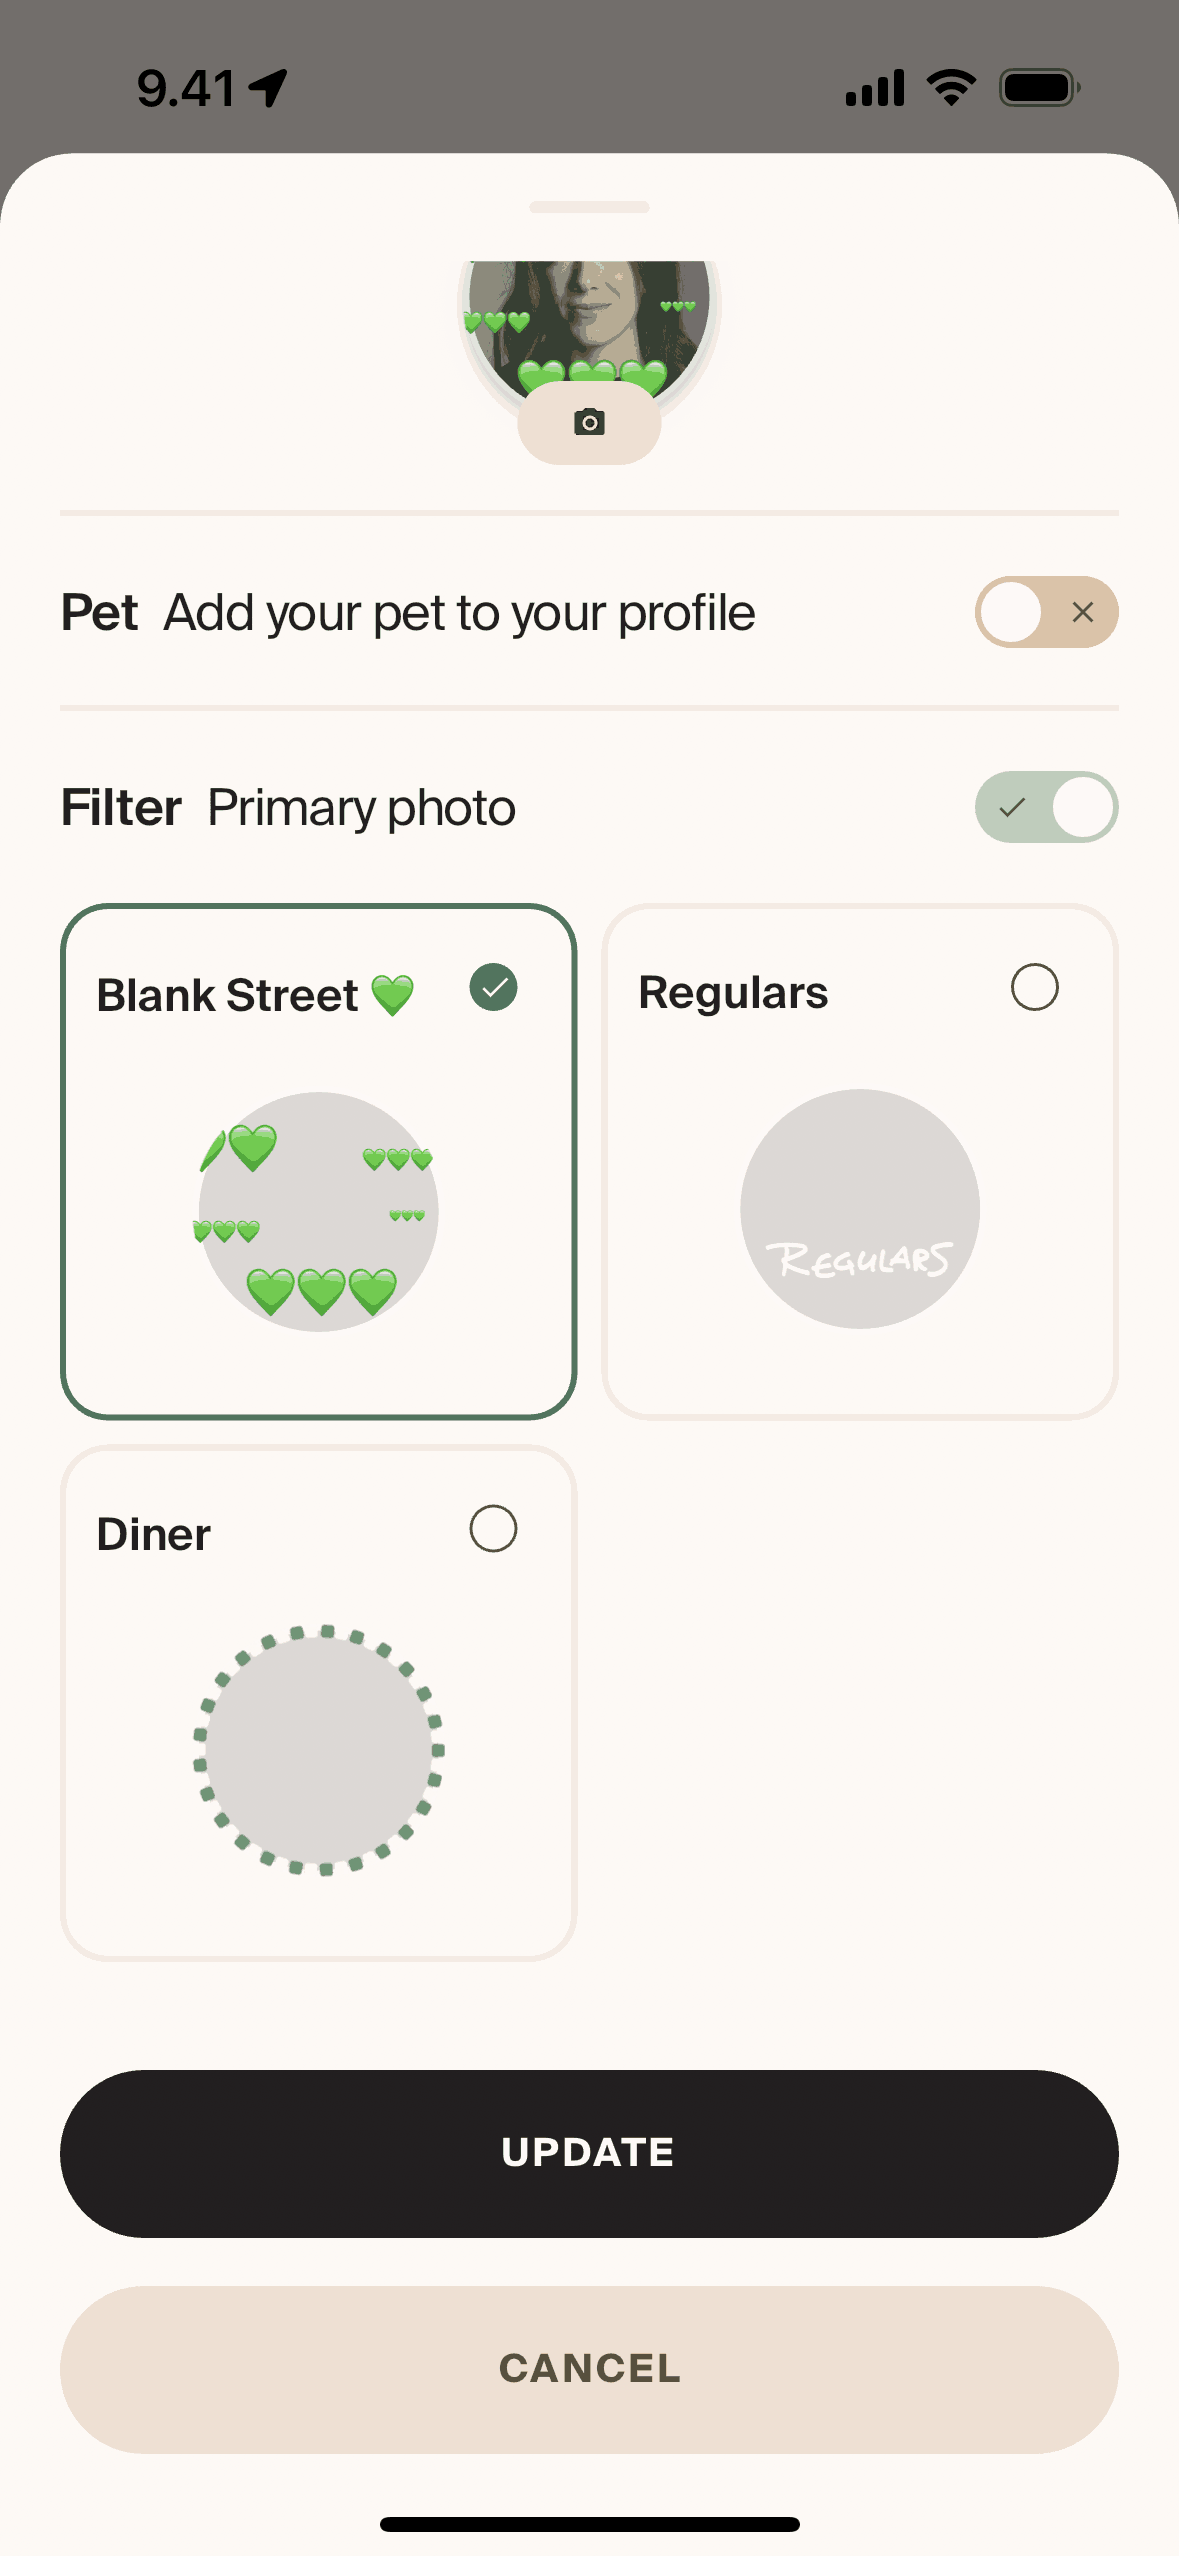 9.41
Pet Add your pet to your profile
Filter Primary photo
Blank Street 💚
Regulars
REGULARS
Diner
UPDATE
CANCEL